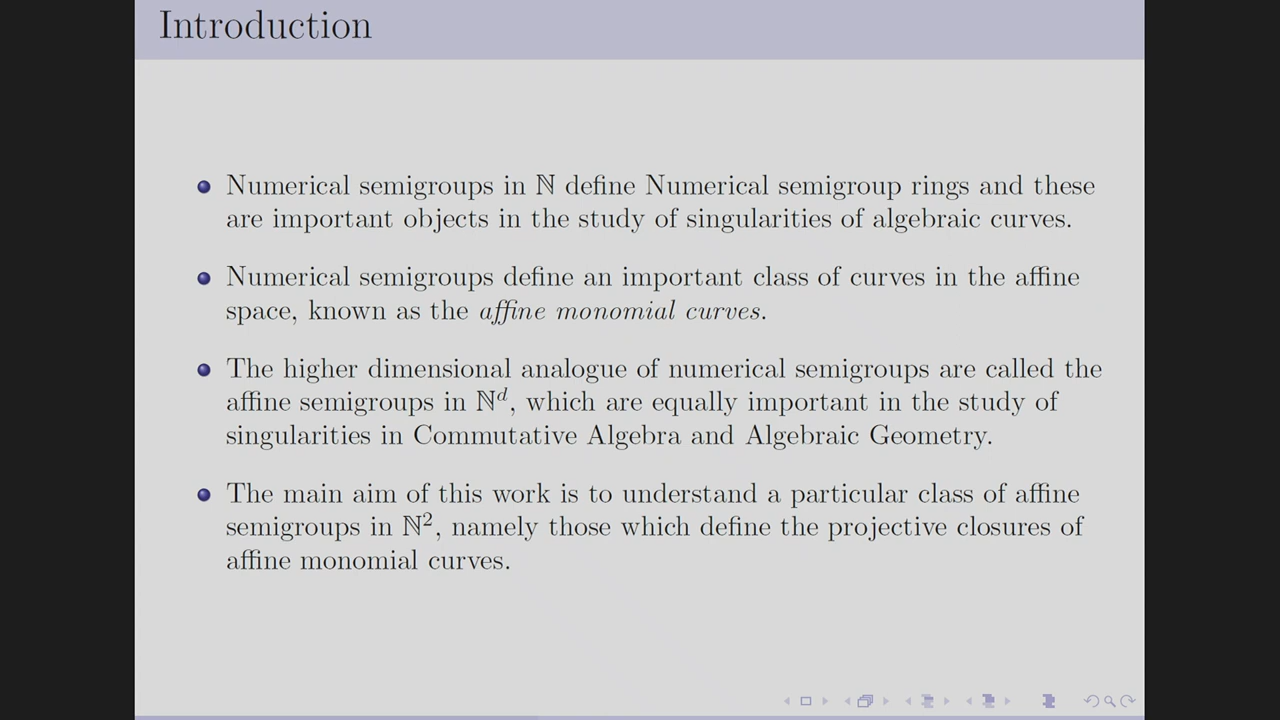 Introduction
Numerical semigroups in ℕ define Numerical semigroup rings and these
are important objects in the study of singularities of algebraic curves.
Numerical semigroups define an important class of curves in the affine
space, known as the affine monomial curves.
The higher dimensional analogue of numerical semigroups are called the
affine semigroups in ℕᵈ, which are equally important in the study of
singularities in Commutative Algebra and Algebraic Geometry.
The main aim of this work is to understand a particular class of affine
semigroups in ℕ², namely those which define the projective closures of
affine monomial curves.